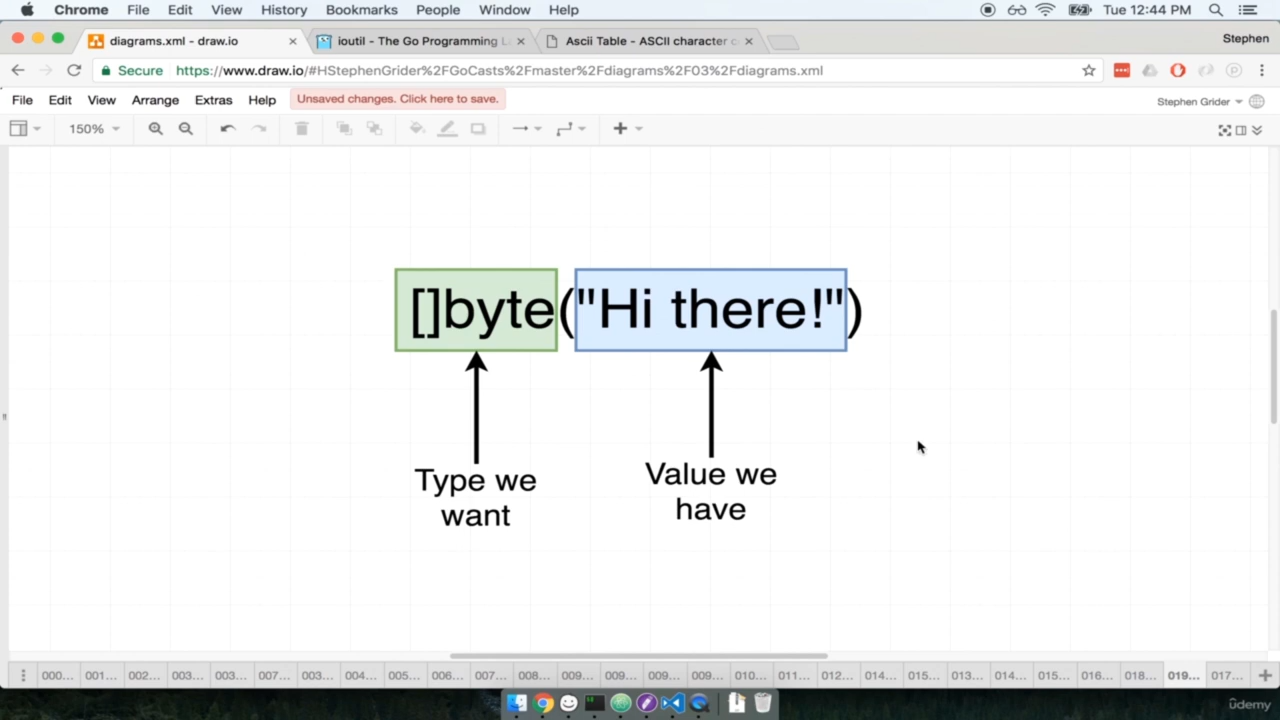 Chrome File Edit View History Bookmarks People Window Help Tue 12:44 PM
diagrams.xml - draw.io ioutil - The Go Programming L Ascii Table - ASCII character c Stephen
Secure https://www.draw.io/#HStephenGrider%2FGoCasts%2Fmaster%2Fdiagrams%2F03%2Fdiagrams.xml
File Edit View Arrange Extras Help Unsaved changes. Click here to save. Stephen Grider
150%
[]byte("Hi there!")
Type we
want
Value we
have
000... 001... 002... 003... 003... 007... 003... 004... 005... 006... 007... 008... 009... 009... 009... 009... 010... 011... 012... 014... 015... 013... 014... 015... 016... 018... 019... 017...
udemy